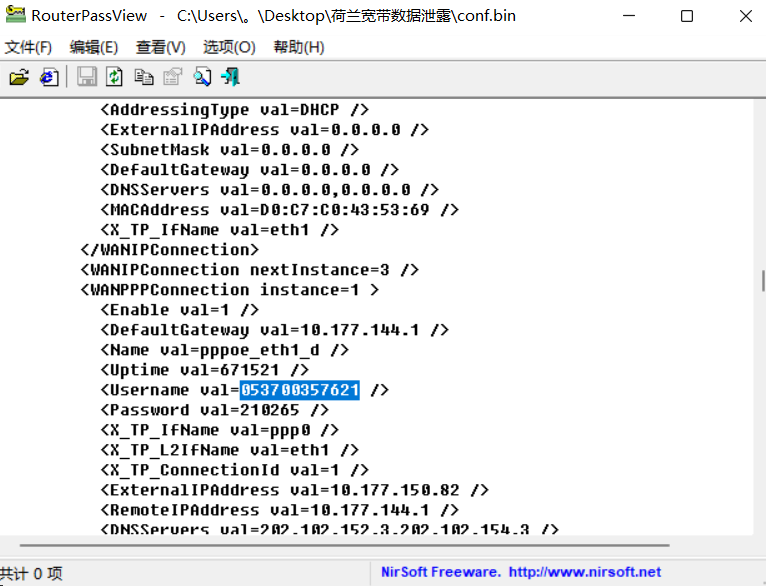 RouterPassView - C:\Users\。\Desktop\荷兰宽带数据泄露\conf.bin
文件(F) 编辑(E) 查看(V) 选项(O) 帮助(H)
<AddressingType val=DHCP />
<ExternalIPAddress val=0.0.0.0 />
<SubnetMask val=0.0.0.0 />
<DefaultGateway val=0.0.0.0 />
<DNSServers val=0.0.0.0,0.0.0.0 />
<MACAddress val=D0:C7:C0:43:53:69 />
<X_TP_IfName val=eth1 />
</WANIPConnection>
<WANIPConnection nextInstance=3 />
<WANPPPConnection instance=1 >
<Enable val=1 />
<DefaultGateway val=10.177.144.1 />
<Name val=pppoe_eth1_d />
<Uptime val=671521 />
<Username val=053700357621 />
<Password val=210265 />
<X_TP_IfName val=ppp0 />
<X_TP_L2IfName val=eth1 />
<X_TP_ConnectionId val=1 />
<ExternalIPAddress val=10.177.150.82 />
<RemoteIPAddress val=10.177.144.1 />
<DNSServers val=202.102.152.3,202.102.154.3 />
共计 0 项
NirSoft Freeware. http://www.nirsoft.net